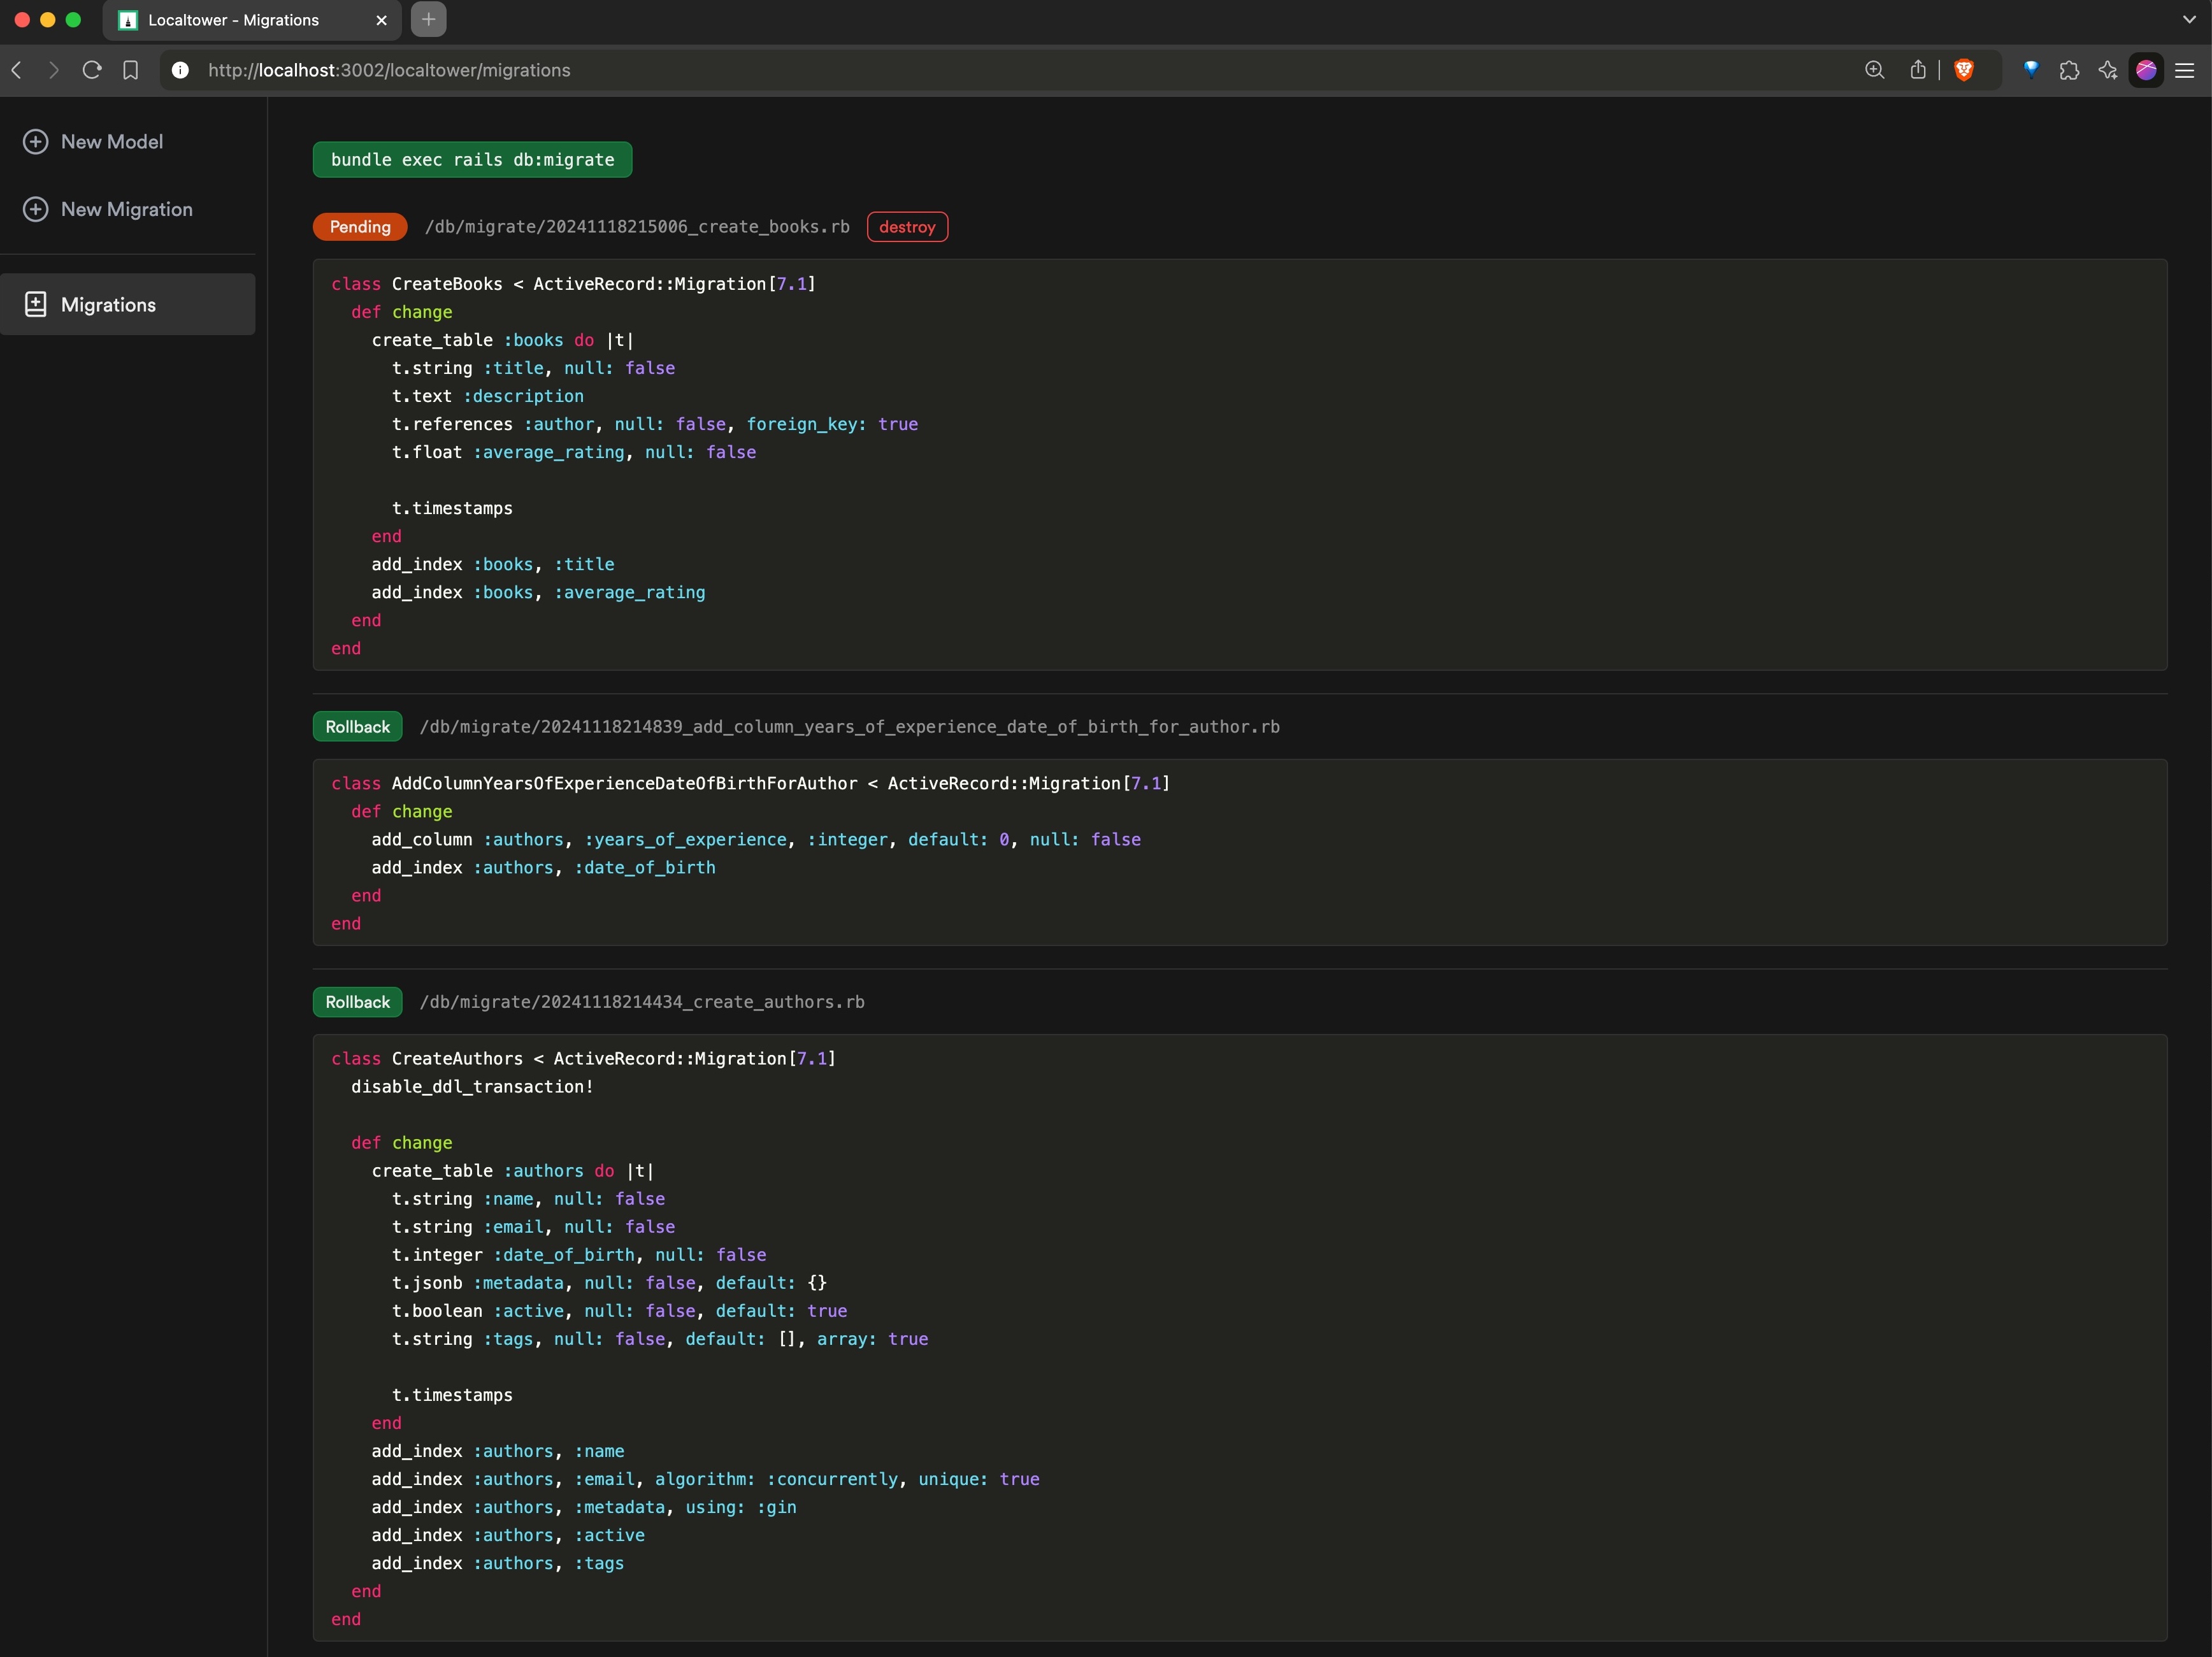 Localtower - Migrations
http://localhost:3002/localtower/migrations
New Model
New Migration
Migrations
bundle exec rails db:migrate
Pending /db/migrate/20241118215006_create_books.rb destroy
class CreateBooks < ActiveRecord::Migration[7.1]
  def change
    create_table :books do |t|
      t.string :title, null: false
      t.text :description
      t.references :author, null: false, foreign_key: true
      t.float :average_rating, null: false

      t.timestamps
    end
    add_index :books, :title
    add_index :books, :average_rating
  end
end
Rollback /db/migrate/20241118214839_add_column_years_of_experience_date_of_birth_for_author.rb
class AddColumnYearsOfExperienceDateOfBirthForAuthor < ActiveRecord::Migration[7.1]
  def change
    add_column :authors, :years_of_experience, :integer, default: 0, null: false
    add_index :authors, :date_of_birth
  end
end
Rollback /db/migrate/20241118214434_create_authors.rb
class CreateAuthors < ActiveRecord::Migration[7.1]
  disable_ddl_transaction!

  def change
    create_table :authors do |t|
      t.string :name, null: false
      t.string :email, null: false
      t.integer :date_of_birth, null: false
      t.jsonb :metadata, null: false, default: {}
      t.boolean :active, null: false, default: true
      t.string :tags, null: false, default: [], array: true

      t.timestamps
    end
    add_index :authors, :name
    add_index :authors, :email, algorithm: :concurrently, unique: true
    add_index :authors, :metadata, using: :gin
    add_index :authors, :active
    add_index :authors, :tags
  end
end